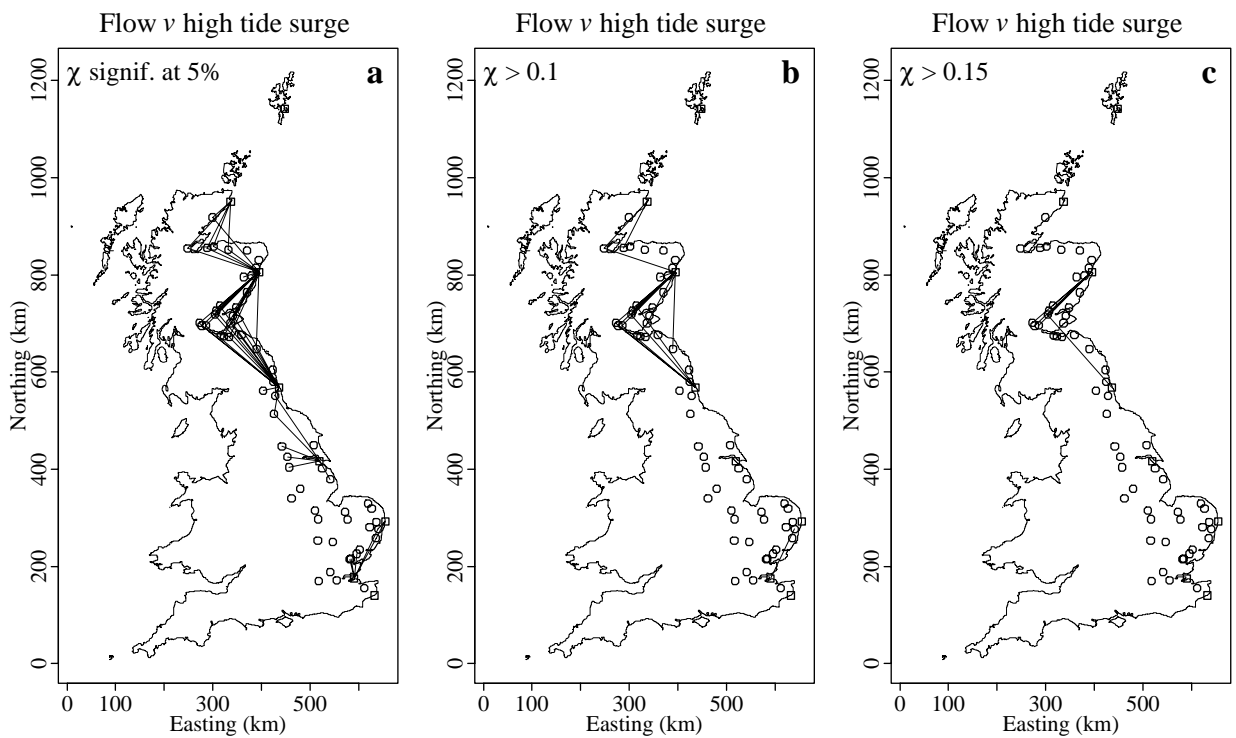 Flow v high tide surge
χ signif. at 5%
a
1200
1000
800
600
400
200
0
Northing (km)
0 100 300 500
Easting (km)
Flow v high tide surge
χ > 0.1
b
1200
1000
800
600
400
200
0
Northing (km)
0 100 300 500
Easting (km)
Flow v high tide surge
χ > 0.15
c
1200
1000
800
600
400
200
0
Northing (km)
0 100 300 500
Easting (km)